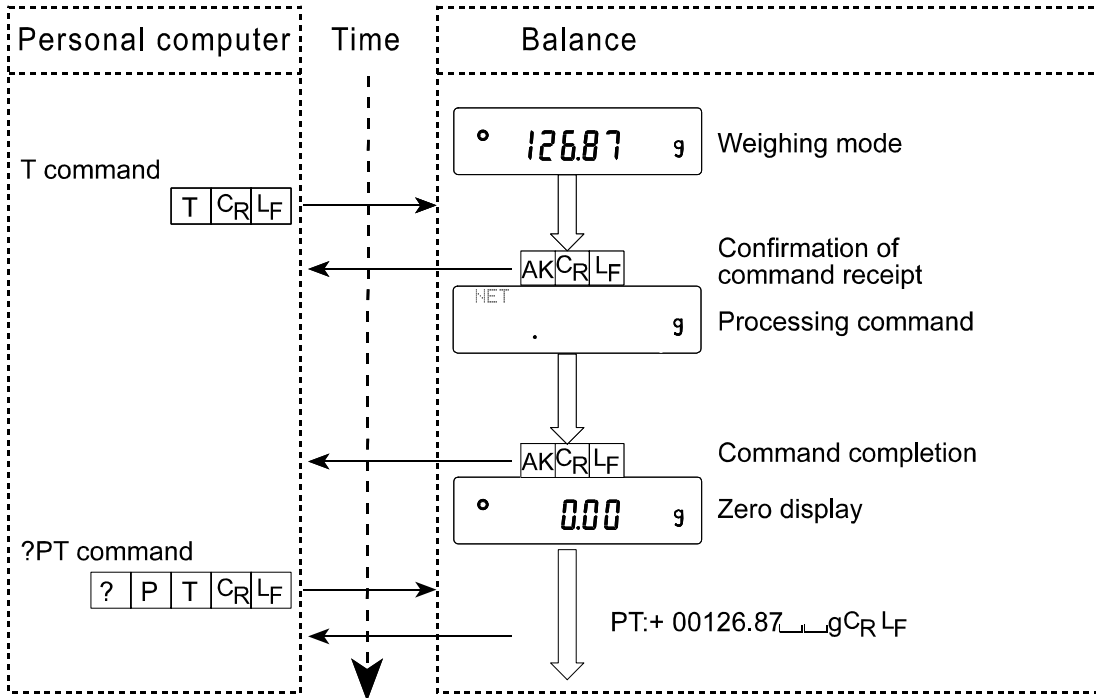 Personal computer Time Balance
126.87 g Weighing mode
T command
T CR LF
Confirmation of
AK CR LF command receipt
NET
. g Processing command
AK CR LF Command completion
0.00 g Zero display
?PT command
? P T CR LF
PT:+ 00126.87␣␣gCR LF